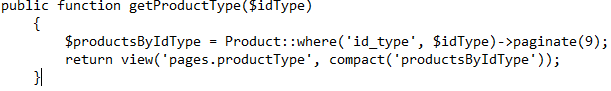 public function getProductType($idType)
{
$productsByIdType = Product::where('id_type', $idType)->paginate(9);
return view('pages.productType', compact('productsByIdType'));
}